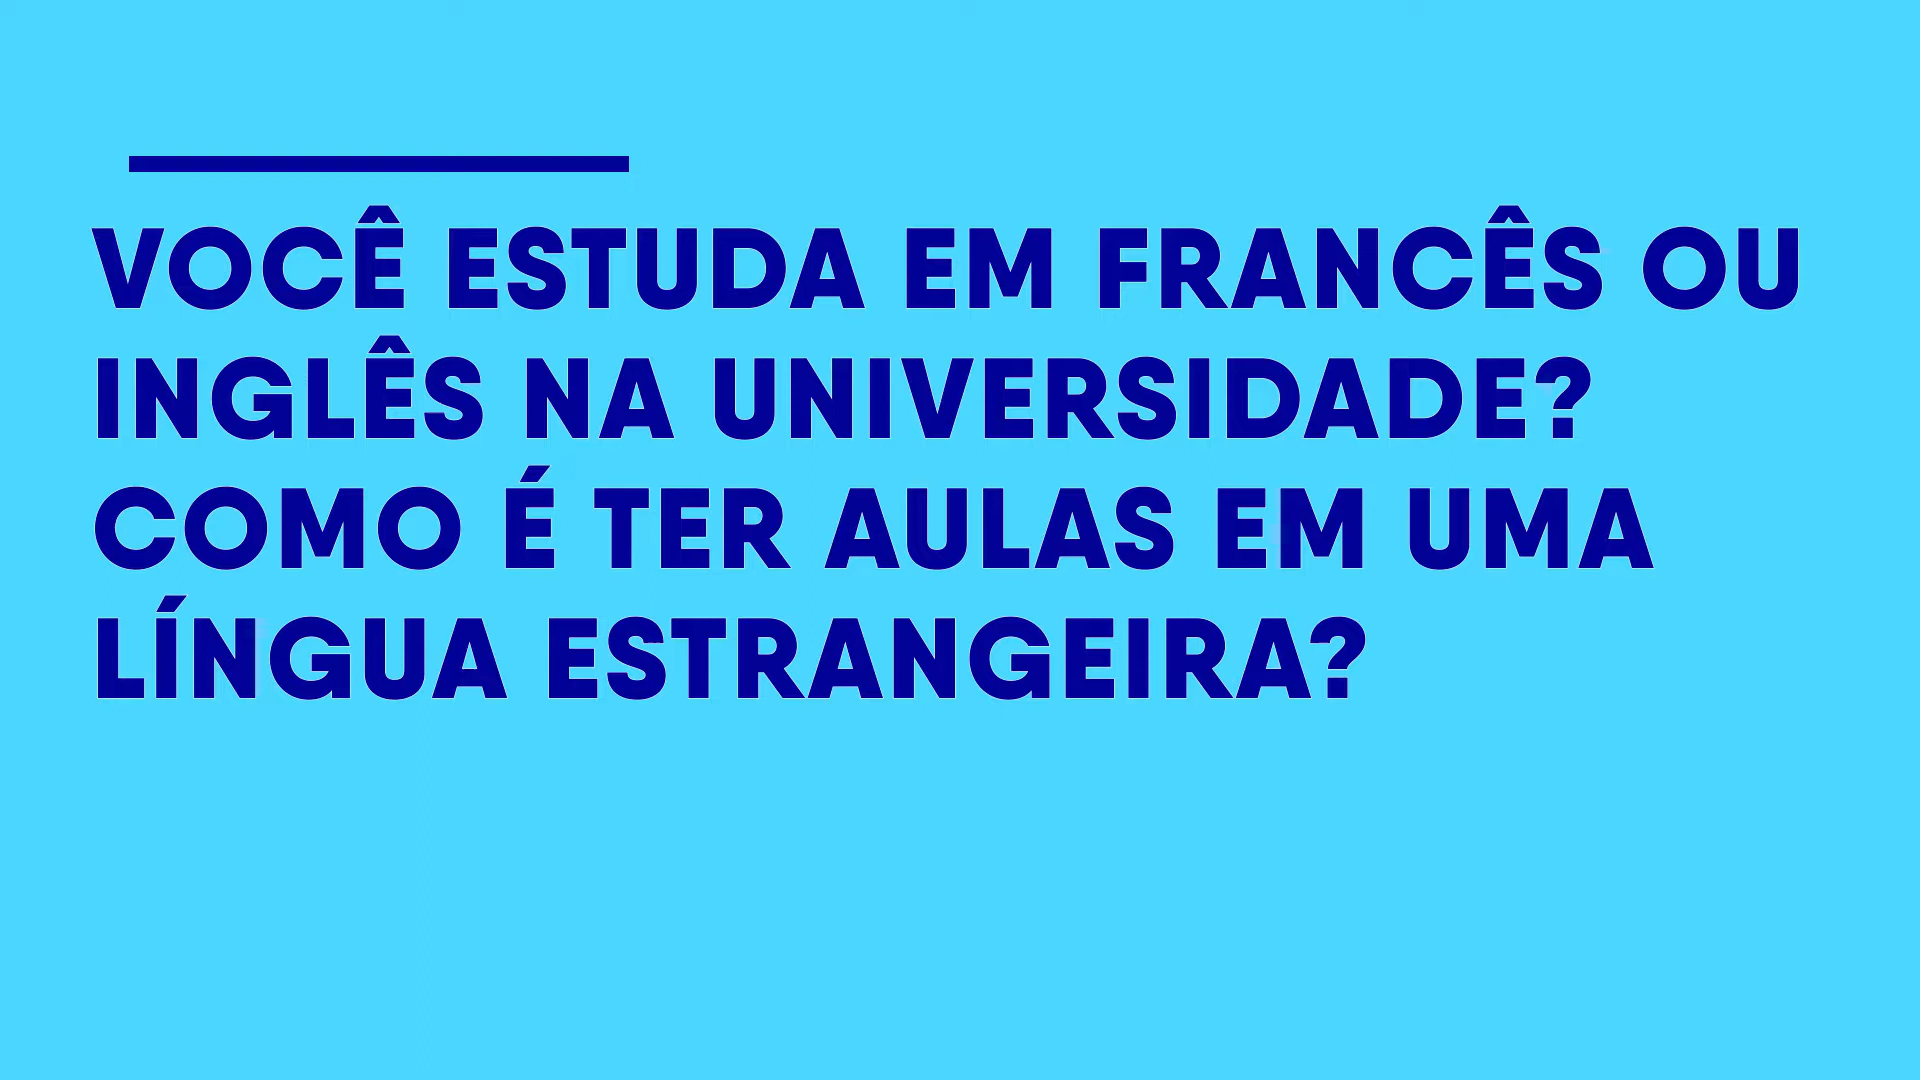 VOCÊ ESTUDA EM FRANCÊS OU
INGLÊS NA UNIVERSIDADE?
COMO É TER AULAS EM UMA
LÍNGUA ESTRANGEIRA?